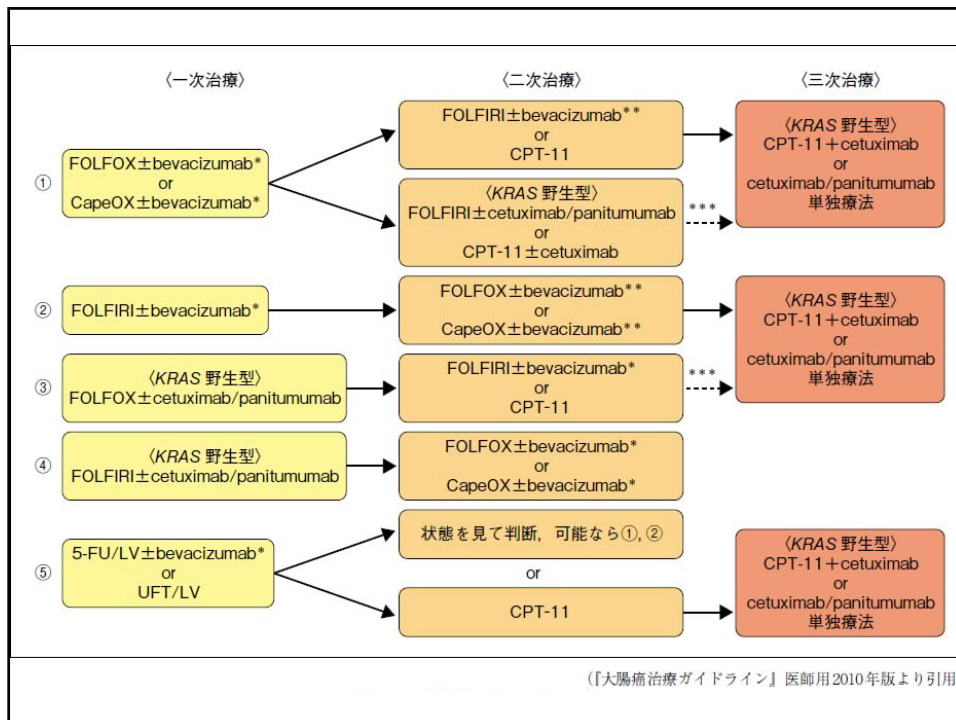 〈一次治療〉
〈二次治療〉
〈三次治療〉
①
FOLFOX±bevacizumab*
or
CapeOX±bevacizumab*
FOLFIRI±bevacizumab**
or
CPT-11
〈KRAS 野生型〉
FOLFIRI±cetuximab/panitumumab
or
CPT-11±cetuximab
***
〈KRAS 野生型〉
CPT-11+cetuximab
or
cetuximab/panitumumab
単独療法
②
FOLFIRI±bevacizumab*
FOLFOX±bevacizumab**
or
CapeOX±bevacizumab**
〈KRAS 野生型〉
CPT-11+cetuximab
or
cetuximab/panitumumab
単独療法
③
〈KRAS 野生型〉
FOLFOX±cetuximab/panitumumab
FOLFIRI±bevacizumab*
or
CPT-11
***
④
〈KRAS 野生型〉
FOLFIRI±cetuximab/panitumumab
FOLFOX±bevacizumab*
or
CapeOX±bevacizumab*
⑤
5-FU/LV±bevacizumab*
or
UFT/LV
状態を見て判断，可能なら①，②
or
CPT-11
〈KRAS 野生型〉
CPT-11+cetuximab
or
cetuximab/panitumumab
単独療法
(『大腸癌治療ガイドライン』医師用2010年版より引用